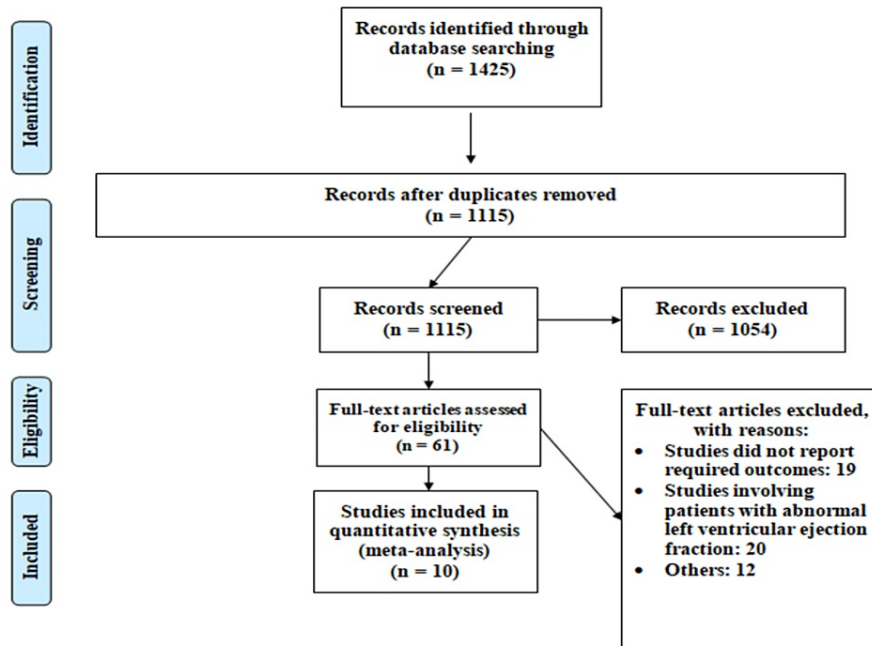 Identification
Records identified through
database searching
(n = 1425)
Records after duplicates removed
(n = 1115)
Screening
Records screened
(n = 1115)
Records excluded
(n = 1054)
Eligibility
Full-text articles assessed
for eligibility
(n = 61)
Full-text articles excluded,
with reasons:
• Studies did not report
required outcomes: 19
• Studies involving
patients with abnormal
left ventricular ejection
fraction: 20
• Others: 12
Included
Studies included in
quantitative synthesis
(meta-analysis)
(n = 10)